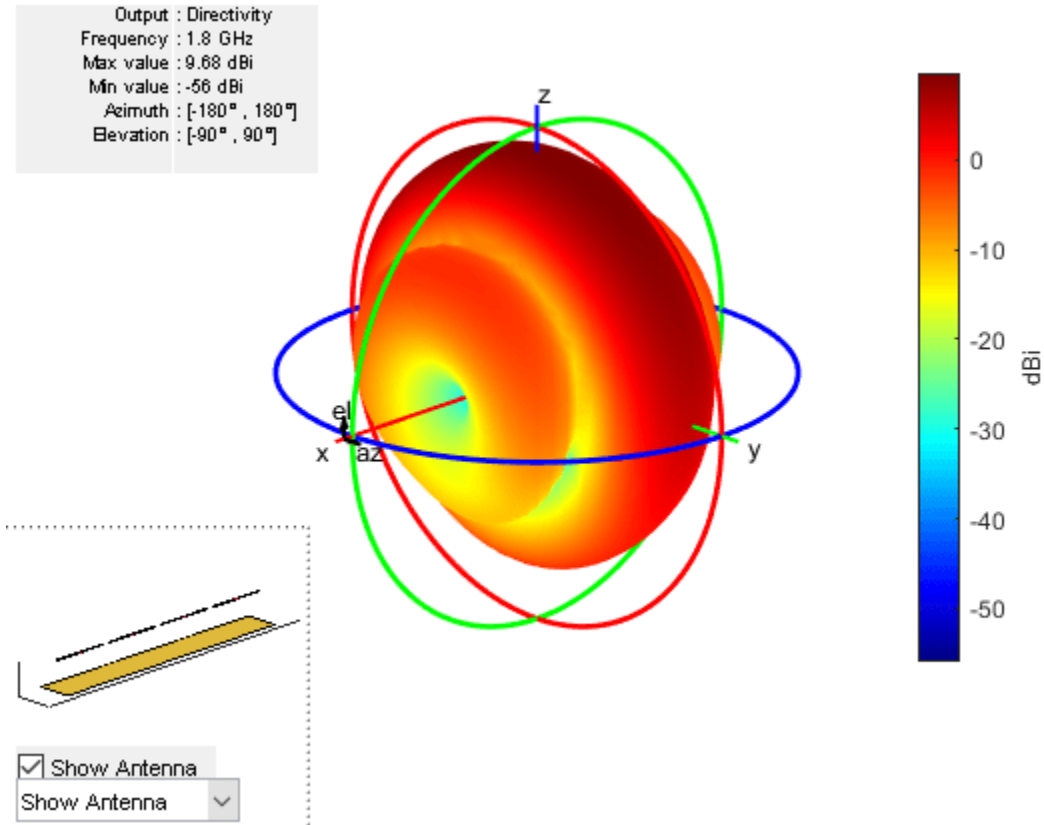 Output : Directivity
Frequency : 1.8 GHz
Max value : 9.68 dBi
Min value : -56 dBi
Azimuth : [-180° , 180°]
Elevation : [-90° , 90°]
z
0
-10
-20
-30
-40
-50
dBi
el
x
az
y
Show Antenna
Show Antenna